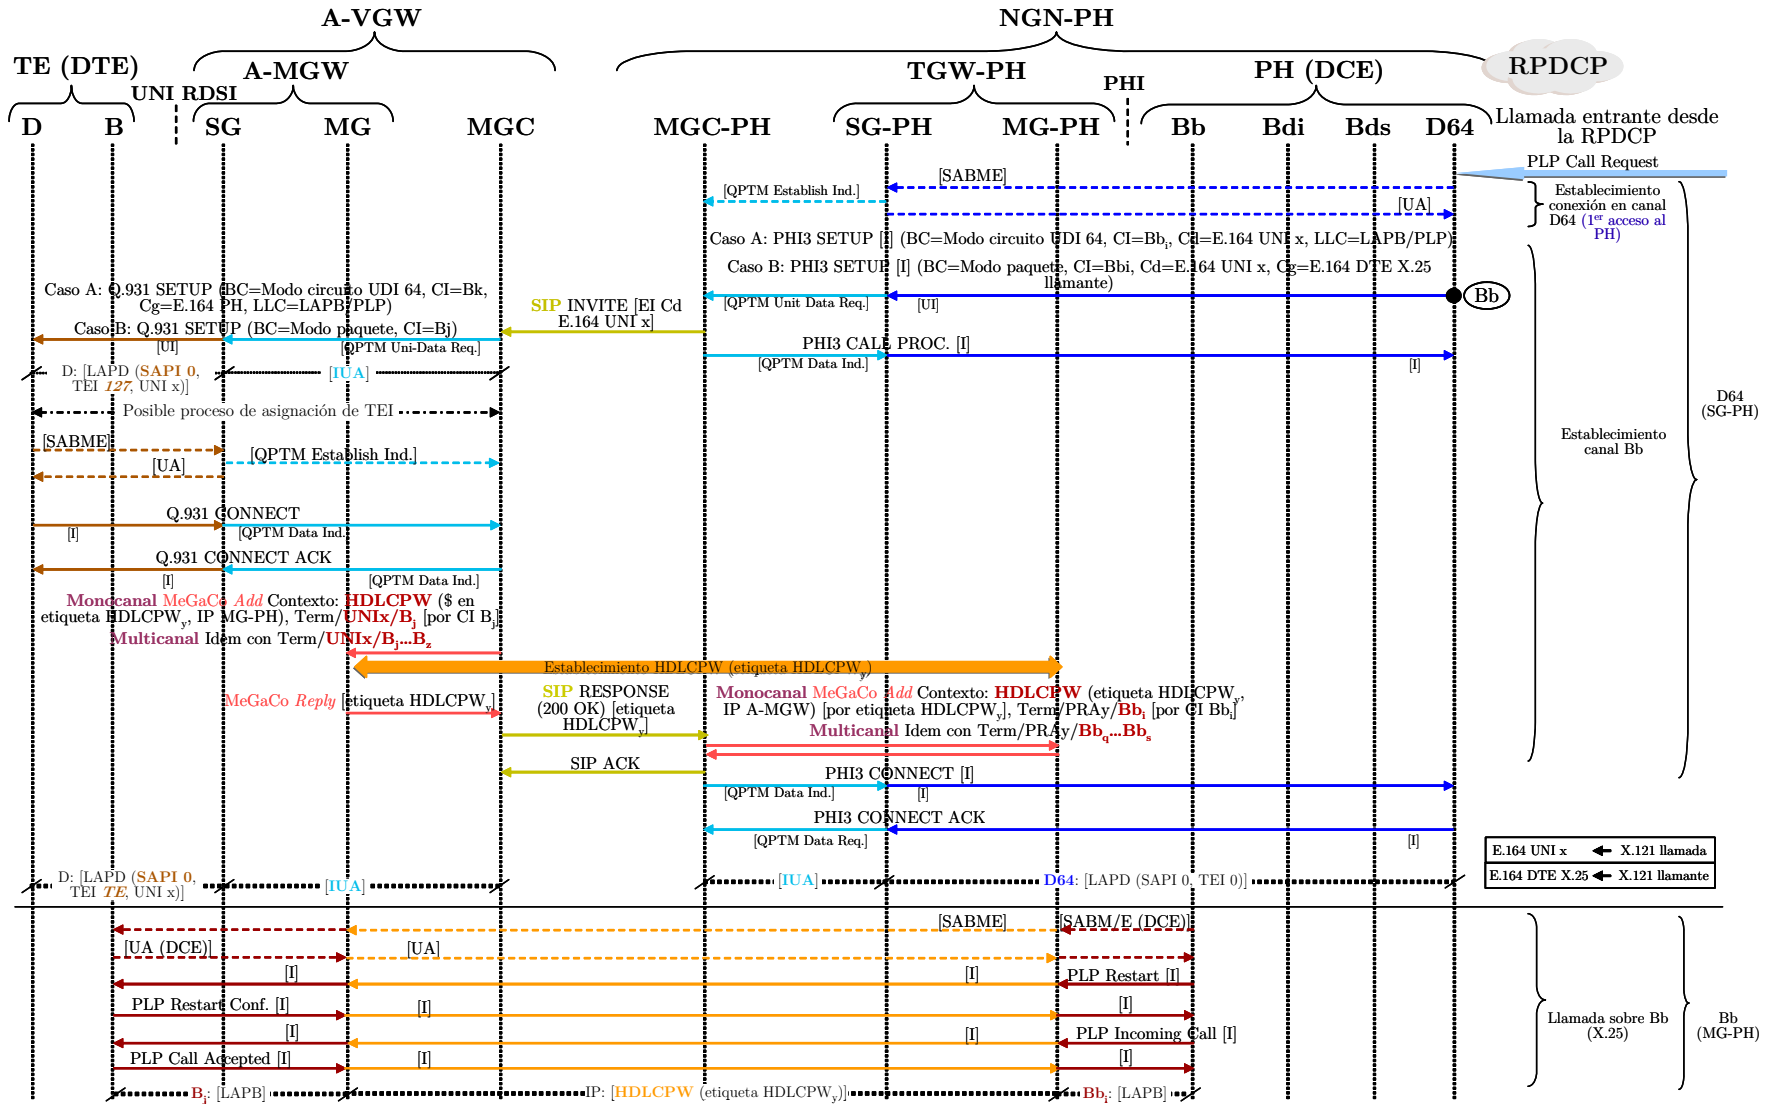 A-VGW
NGN-PH
TE (DTE)
A-MGW
TGW-PH
PH (DCE)
RPDCP
UNI RDSI
PHI
D
B
SG
MG
MGC
MGC-PH
SG-PH
MG-PH
Bb
Bdi
Bds
D64
Llamada entrante desde
la RPDCP
PLP Call Request
[SABME]
[QPTM Establish Ind.]
[UA]
Establecimiento
conexión en canal
D64 (1er acceso al
PH)
Caso A: PHI3 SETUP [I] (BC=Modo circuito UDI 64, CI=Bbi, Cd=E.164 UNI x, LLC=LAPB/PLP)
Caso B: PHI3 SETUP [I] (BC=Modo paquete, CI=Bbi, Cd=E.164 UNI x, Cg=E.164 DTE X.25
llamante)
[QPTM Unit Data Req.]
[UI]
Bb
Caso A: Q.931 SETUP (BC=Modo circuito UDI 64, CI=Bk,
Cg=E.164 PH, LLC=LAPB/PLP)
Caso B: Q.931 SETUP (BC=Modo paquete, CI=Bj)
[UI]
[QPTM Uni-Data Req.]
SIP INVITE [EI Cd
E.164 UNI x]
PHI3 CALL PROC. [I]
[QPTM Data Ind.]
[I]
D: [LAPD (SAPI 0,
TEI 127, UNI x)]
[IUA]
Posible proceso de asignación de TEI
D64
(SG-PH)
Establecimiento
canal Bb
[SABME]
[QPTM Establish Ind.]
[UA]
Q.931 CONNECT
[I]
[QPTM Data Ind.
Q.931 CONNECT ACK
[I]
[QPTM Data Ind.]
Monocanal MeGaCo Add Contexto: HDLCPW ($ en
etiqueta HDLCPWy, IP MG-PH), Term/UNIx/Bj [por CI Bj]
Multicanal Idem con Term/UNIx/Bj...Bz
Establecimiento HDLCPW (etiqueta HDLCPWy)
MeGaCo Reply [etiqueta HDLCPWy]
SIP RESPONSE
(200 OK) [etiqueta
HDLCPWy]
Monocanal MeGaCo Add Contexto: HDLCPW (etiqueta HDLCPWy,
IP A-MGW) [por etiqueta HDLCPWy], Term/PRAy/Bbi [por CI Bbi]
Multicanal Idem con Term/PRAy/Bbq...Bbs
SIP ACK
PHI3 CONNECT [I]
[QPTM Data Ind.]
[I]
PHI3 CONNECT ACK
[QPTM Data Req.]
[I]
E.164 UNI x
X.121 llamada
E.164 DTE X.25
X.121 llamante
D: [LAPD (SAPI 0,
TEI TE, UNI x)]
[IUA]
[IUA]
D64: [LAPD (SAPI 0, TEI 0)]
[SABME]
[SABM/E (DCE)]
[UA (DCE)]
[UA]
[I]
[I]
PLP Restart [I]
PLP Restart Conf. [I]
[I]
[I]
[I]
[I]
PLP Incoming Call [I]
PLP Call Accepted [I]
[I]
[I]
Llamada sobre Bb
(X.25)
Bb
(MG-PH)
Bj: [LAPB]
IP: [HDLCPW (etiqueta HDLCPWy)]
Bbi: [LAPB]